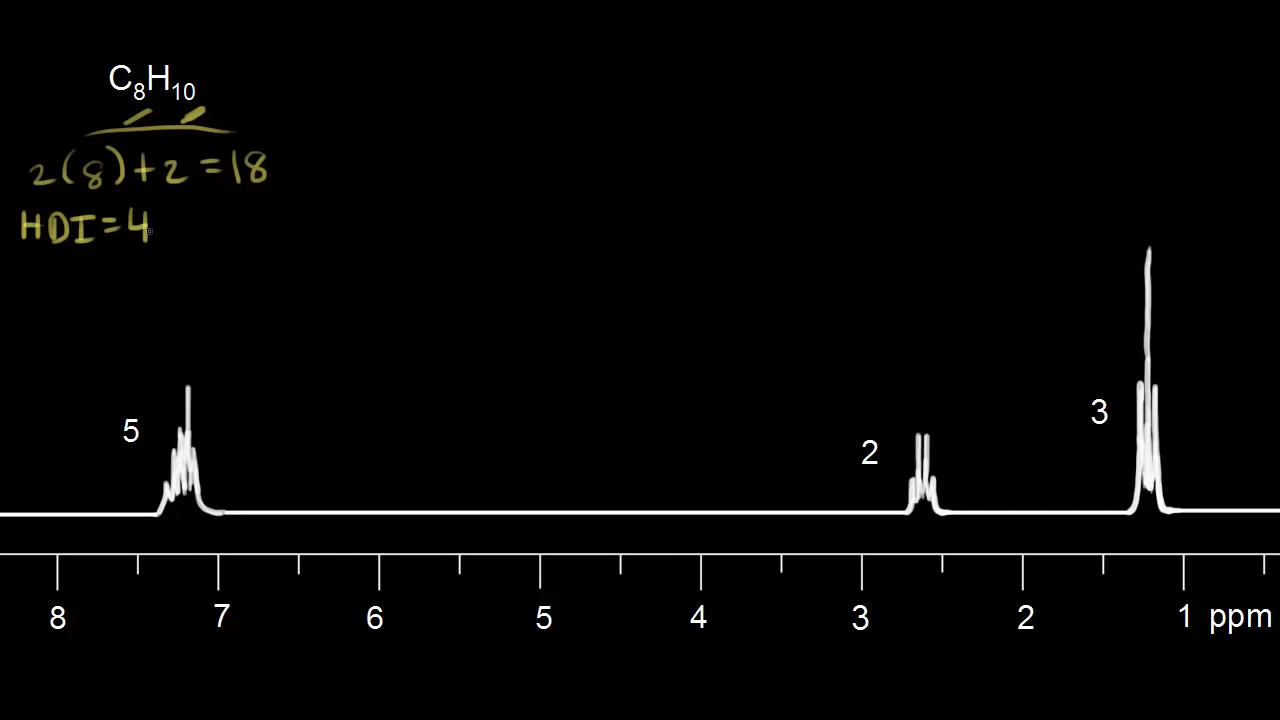 C₈H₁₀
2(8)+2=18
HDI=4
5
2
3
8 7 6 5 4 3 2 1 ppm